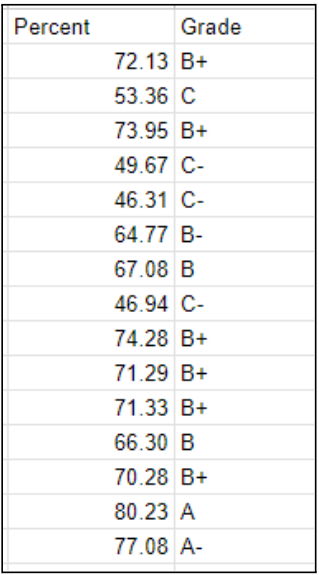 Percent Grade
72.13 B+
53.36 C
73.95 B+
49.67 C-
46.31 C-
64.77 B-
67.08 B
46.94 C-
74.28 B+
71.29 B+
71.33 B+
66.30 B
70.28 B+
80.23 A
77.08 A-